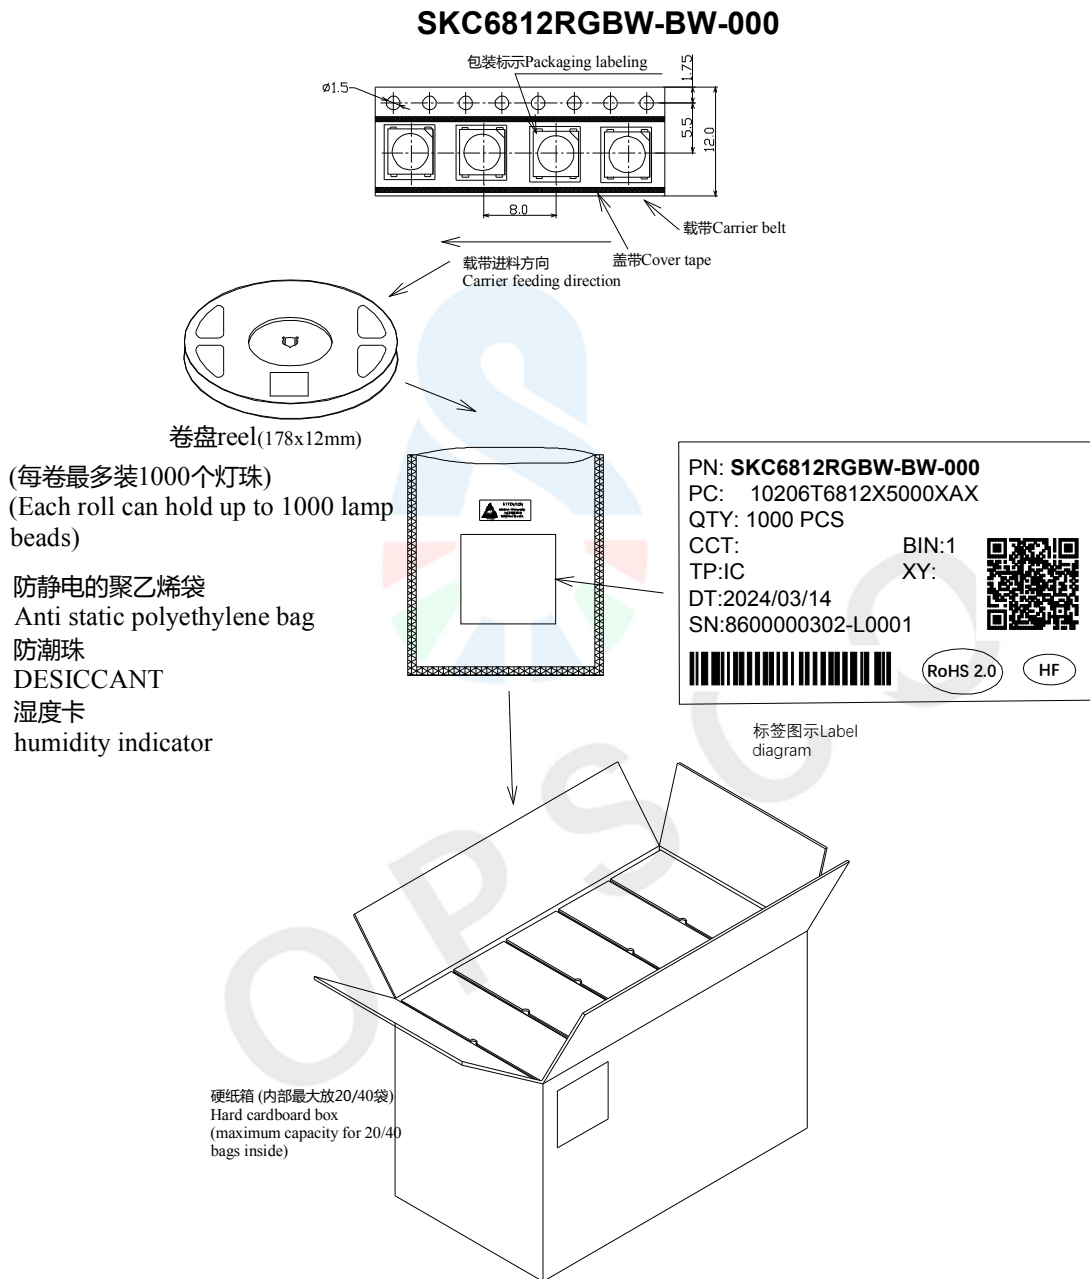 SKC6812RGBW-BW-000
包装标示Packaging labeling
1.75
ø1.5
5.5
12.0
8.0
载带Carrier belt
盖带Cover tape
载带进料方向
Carrier feeding direction
卷盘reel(178x12mm)
(每卷最多装1000个灯珠)
(Each roll can hold up to 1000 lamp
beads)
防静电的聚乙烯袋
Anti static polyethylene bag
防潮珠
DESICCANT
湿度卡
humidity indicator
ATTENTION
PN: SKC6812RGBW-BW-000
PC: 10206T6812X5000XAX
QTY: 1000 PCS
CCT: BIN:1
TP:IC XY:
DT:2024/03/14
SN:8600000302-L0001
RoHS 2.0 HF
标签图示Label
diagram
硬纸箱 (内部最大放20/40袋)
Hard cardboard box
(maximum capacity for 20/40
bags inside)
OPSCO